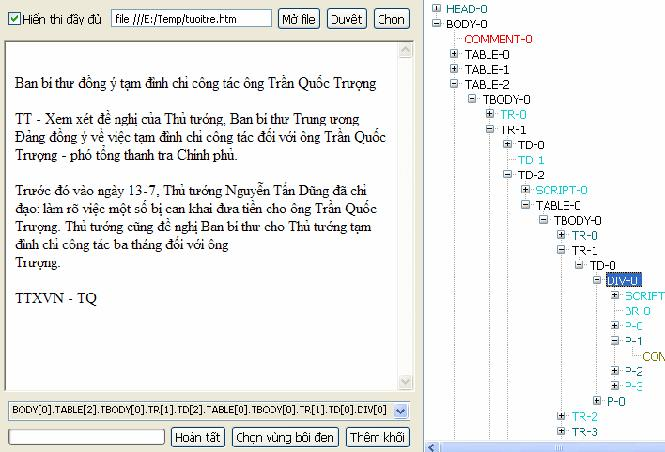 Hiển thị đầy đủ
file ///E:/Temp/tuoitre.htm
Mở file
Duyệt
Chọn
Ban bí thư đồng ý tạm đình chỉ công tác ông Trần Quốc Trượng
TT - Xem xét đề nghị của Thủ tướng, Ban bí thư Trung ương
Đảng đồng ý về việc tạm đình chỉ công tác đối với ông Trần Quốc
Trượng - phó tổng thanh tra Chính phủ.
Trước đó vào ngày 13-7, Thủ tướng Nguyễn Tấn Dũng đã chỉ
đạo: làm rõ việc một số bị can khai đưa tiền cho ông Trần Quốc
Trượng. Thủ tướng cũng đề nghị Ban bí thư cho Thủ tướng tạm
đình chỉ công tác ba tháng đối với ông
Trượng.
TTXVN - TQ
BODY[0].TABLE[2].TBODY[0].TR[1].TD[2].TABLE[0].TBODY[0].TR[1].TD[0].DIV[0]
Hoàn tất
Chọn vùng bôi đen
Thêm khối
HEAD-0
BODY-0
COMMENT-0
TABLE-0
TABLE-1
TABLE-2
TBODY-0
TR-0
TR-1
TD-0
TD-1
TD-2
SCRIPT-0
TABLE-0
TBODY-0
TR-0
TR-1
TD-0
DIV-0
SCRIPT
BR-0
P-0
P-1
CON
P-2
P-3
P-0
TR-2
TR-3